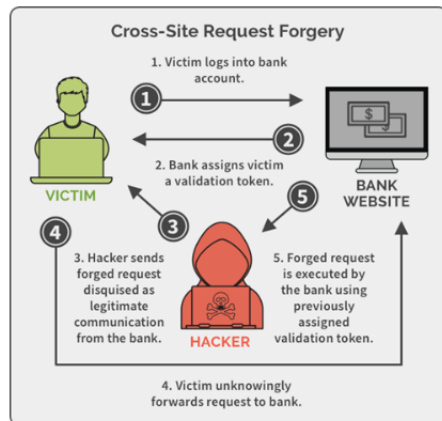 Cross-Site Request Forgery
1. Victim logs into bank
account.
1
2
2. Bank assigns victim
a validation token.
VICTIM
$
BANK
WEBSITE
3
5
4
3. Hacker sends
forged request
disquised as
legitimate
communication
from the bank.
HACKER
5. Forged request
is executed by
the bank using
previously
assigned
validation token.
4. Victim unknowingly
forwards request to bank.